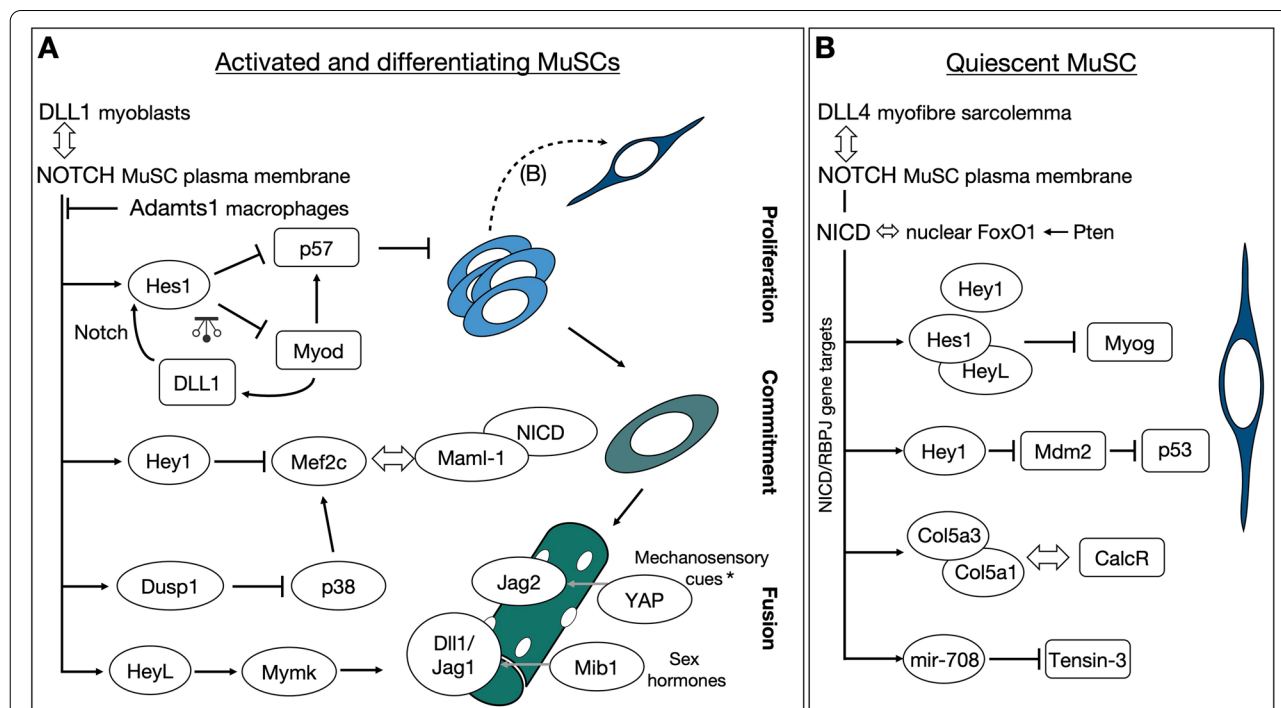 A
Activated and differentiating MuSCs
DLL1 myoblasts
NOTCH MuSC plasma membrane
Adamts1 macrophages
p57
Hes1
Notch
Myod
DLL1
(B)
Proliferation
Hey1
Mef2c
Maml-1
NICD
Commitment
Dusp1
p38
Jag2
Mechanosensory
cues *
YAP
HeyL
Mymk
Dll1/
Jag1
Mib1
Sex
hormones
Fusion
B
Quiescent MuSC
DLL4 myofibre sarcolemma
NOTCH MuSC plasma membrane
NICD nuclear FoxO1 Pten
NICD/RBPJ gene targets
Hey1
Hes1
HeyL
Myog
Hey1
Mdm2
p53
Col5a3
Col5a1
CalcR
mir-708
Tensin-3